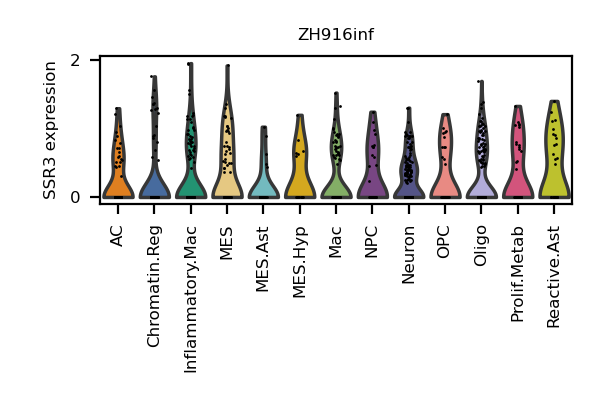 ZH916inf
SSR3 expression
2
0
AC
Chromatin.Reg
Inflammatory.Mac
MES
MES.Ast
MES.Hyp
Mac
NPC
Neuron
OPC
Oligo
Prolif.Metab
Reactive.Ast